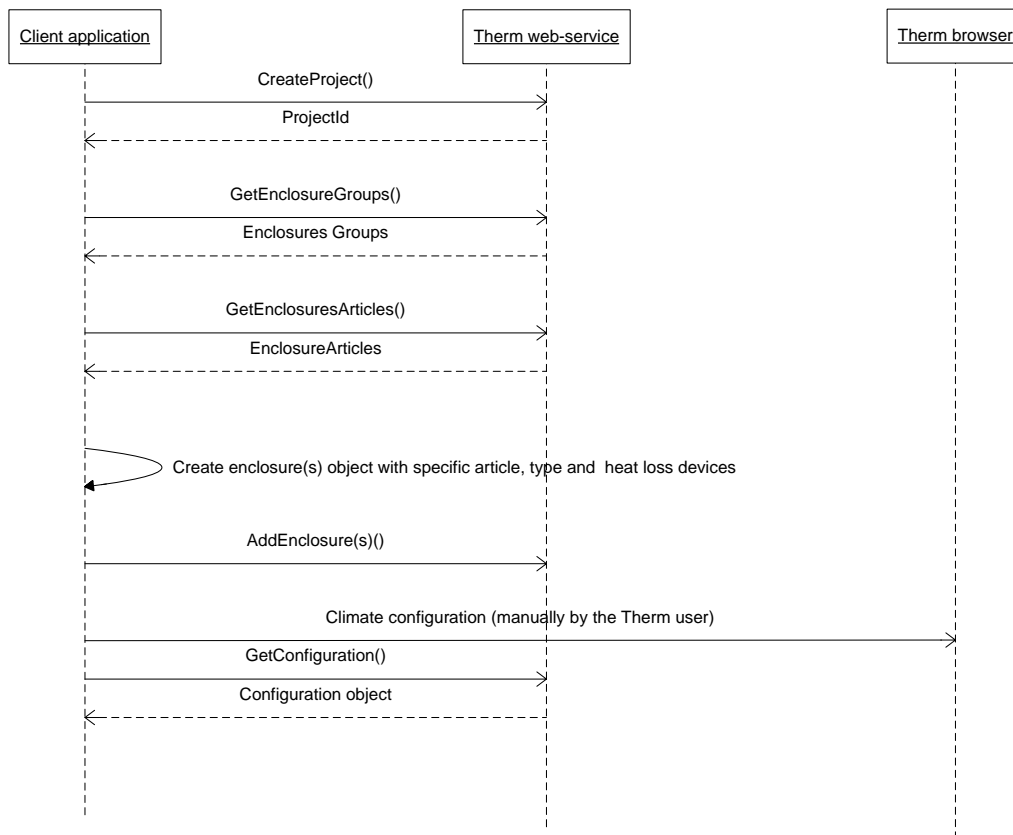 Client application
Therm web-service
Therm browser
CreateProject()
ProjectId
GetEnclosureGroups()
Enclosures Groups
GetEnclosuresArticles()
EnclosureArticles
Create enclosure(s) object with specific article, type and  heat loss devices
AddEnclosure(s)()
Climate configuration (manually by the Therm user)
GetConfiguration()
Configuration object